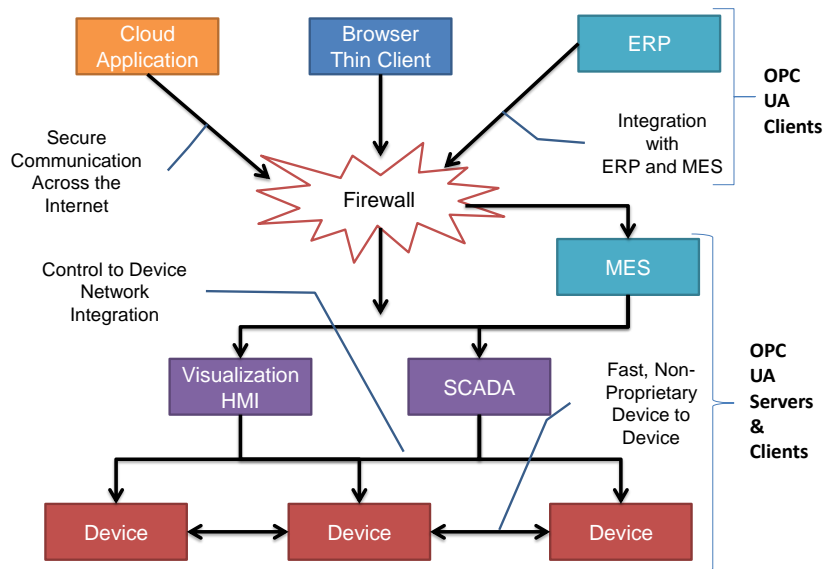 Cloud
Application
Browser
Thin Client
ERP
OPC
UA
Clients
Secure
Communication
Across the
Internet
Integration
with
ERP and MES
Firewall
MES
Control to Device
Network
Integration
Visualization
HMI
SCADA
Fast, Non-
Proprietary
Device to
Device
OPC
UA
Servers
&
Clients
Device
Device
Device